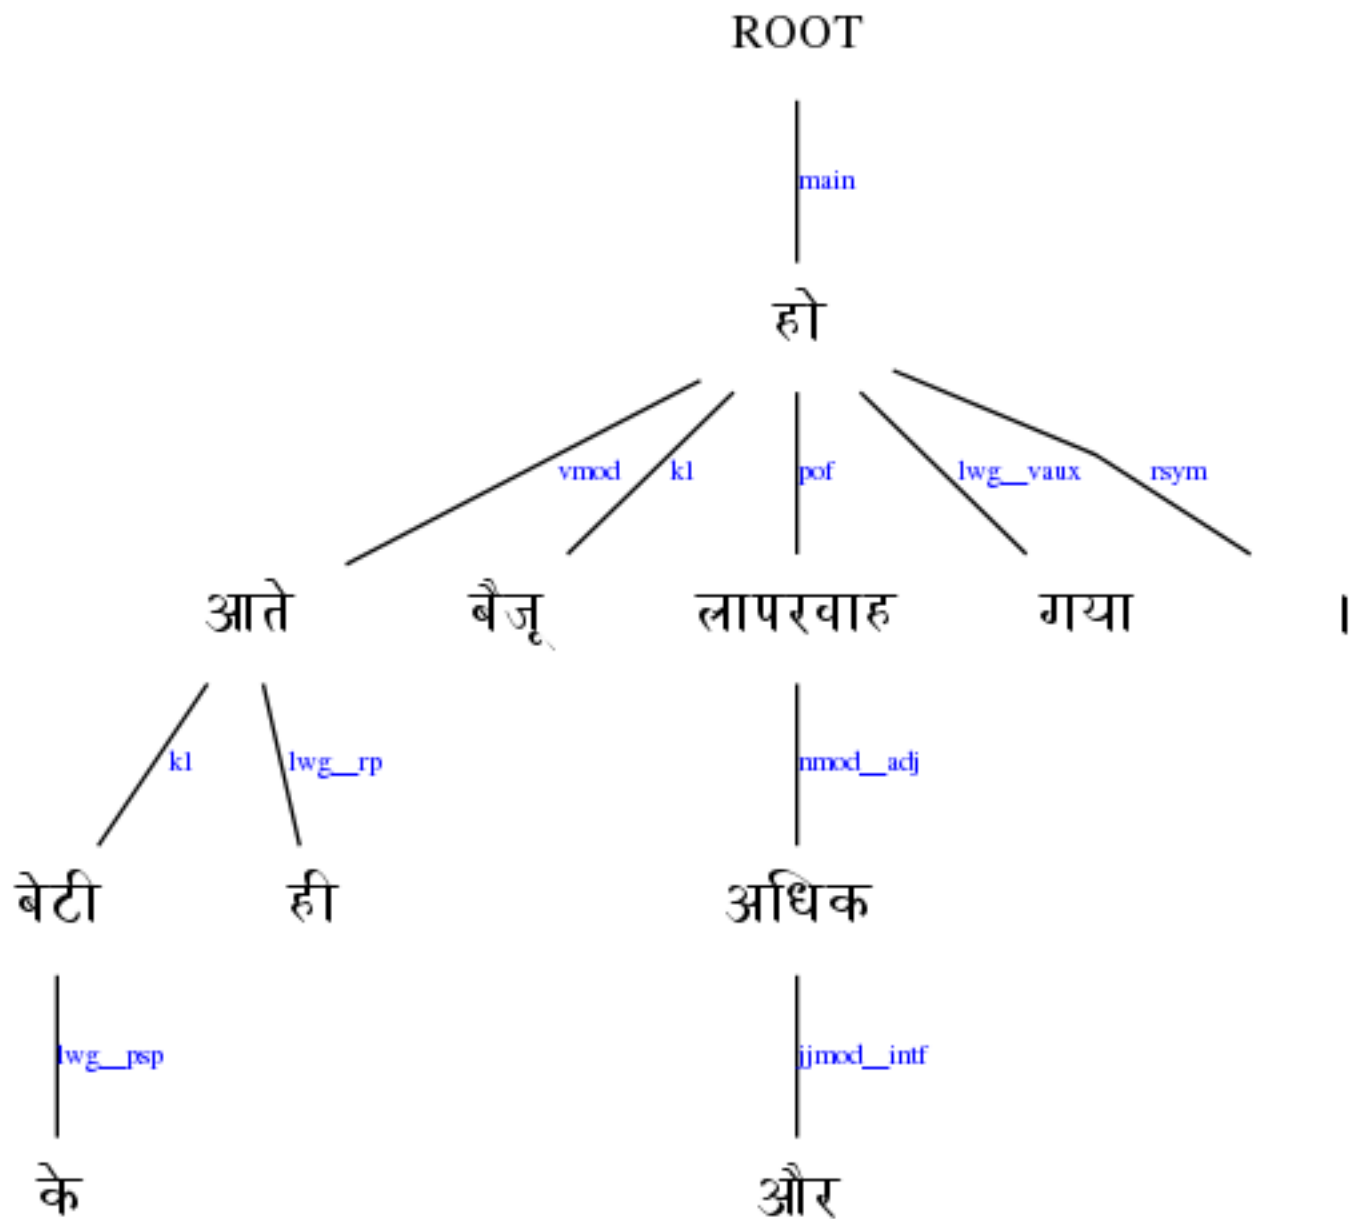 ROOT
main
हो
vmod k1 pof lwg__vaux rsym
आते बैजू लापरवाह गया ।
k1 lwg__rp nmod__adj
बेटी ही अधिक
lwg__psp jjmod__intf
के और